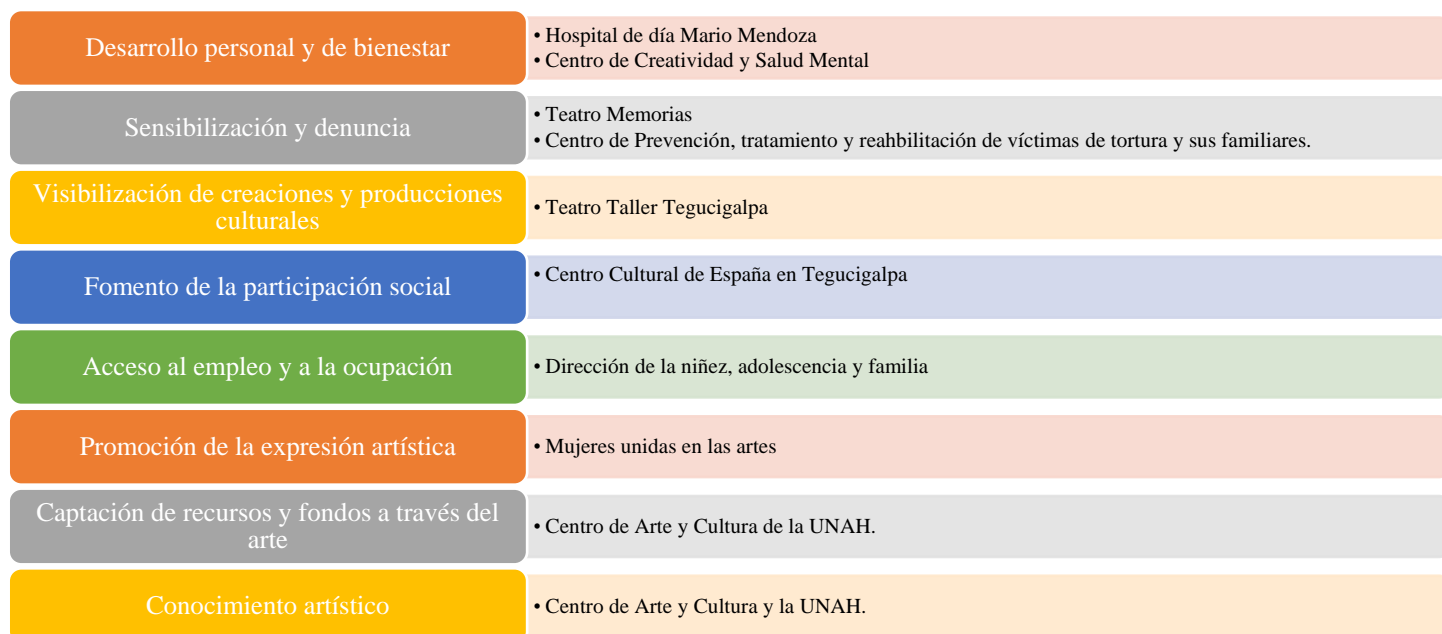 Desarrollo personal y de bienestar
• Hospital de día Mario Mendoza
• Centro de Creatividad y Salud Mental
Sensibilización y denuncia
• Teatro Memorias
• Centro de Prevención, tratamiento y reahbilitación de víctimas de tortura y sus familiares.
Visibilización de creaciones y producciones
culturales
• Teatro Taller Tegucigalpa
Fomento de la participación social
• Centro Cultural de España en Tegucigalpa
Acceso al empleo y a la ocupación
• Dirección de la niñez, adolescencia y familia
Promoción de la expresión artística
• Mujeres unidas en las artes
Captación de recursos y fondos a través del
arte
• Centro de Arte y Cultura de la UNAH.
Conocimiento artístico
• Centro de Arte y Cultura y la UNAH.